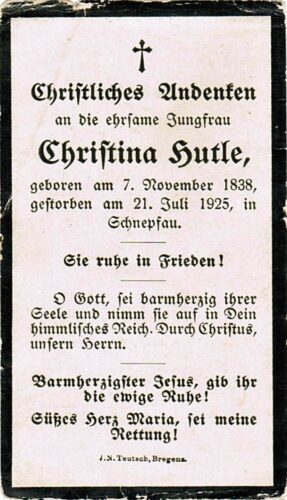 Christliches Andenken
an die ehrsame Jungfrau
Christina Hutle,
geboren am 7. November 1838,
gestorben am 21. Juli 1925, in
Schnepfau.
Sie ruhe in Frieden!
O Gott, sei barmherzig ihrer
Seele und nimm sie auf in Dein
himmlisches Reich. Durch Christus,
unsern Herrn.
Barmherzigster Jesus, gib ihr
die ewige Ruhe!
Süßes Herz Maria, sei meine
Rettung!
J. N. Teutsch, Bregenz.